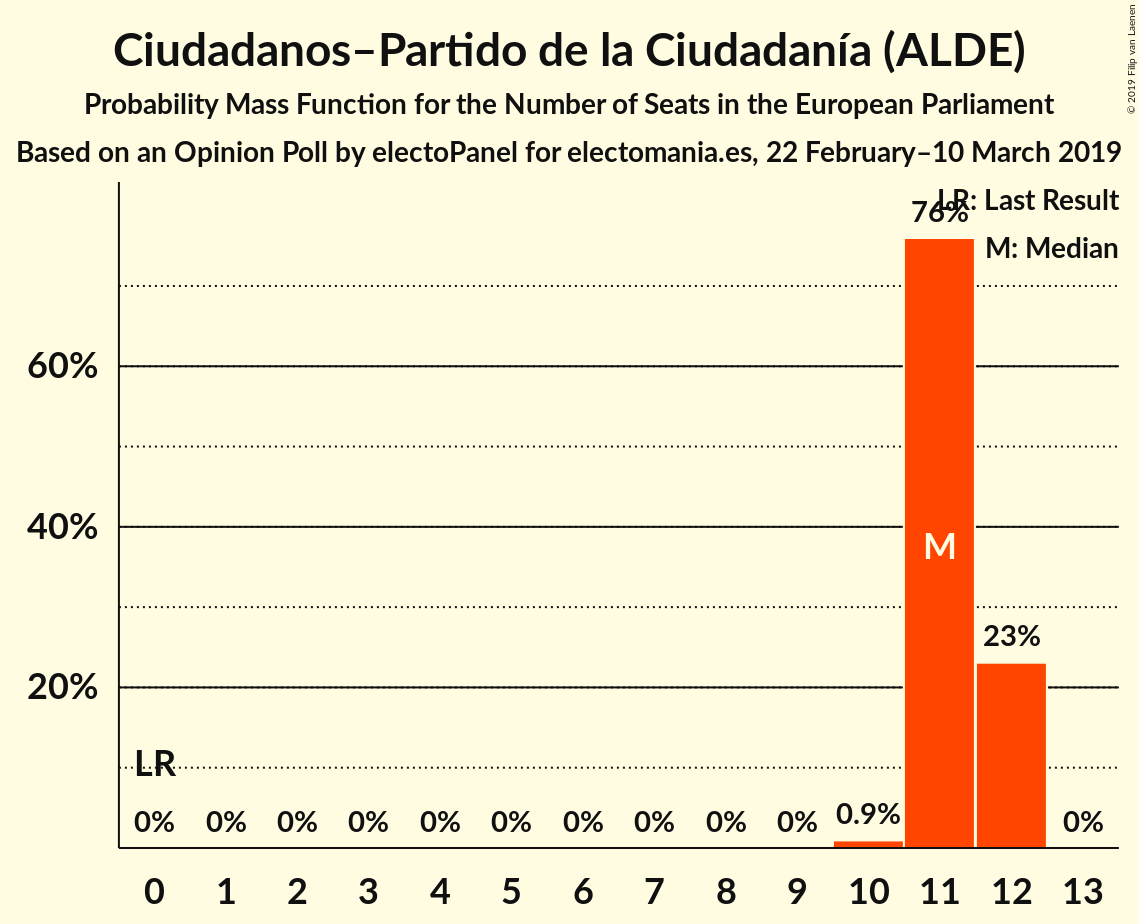 Ciudadanos–Partido de la Ciudadanía (ALDE)
Probability Mass Function for the Number of Seats in the European Parliament
Based on an Opinion Poll by electoPanel for electomania.es, 22 February–10 March 2019
© 2019 Filip van Laenen
LR: Last Result
76%
M: Median
60%
40%
M
23%
20%
LR
0% 0% 0% 0% 0% 0% 0% 0% 0% 0% 0.9% 0%
0 1 2 3 4 5 6 7 8 9 10 11 12 13